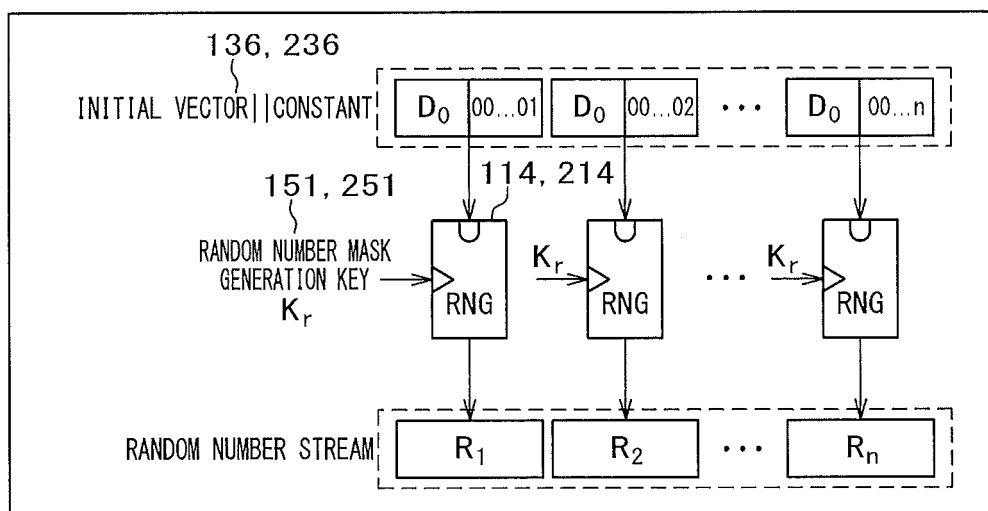 136, 236
INITIAL VECTOR||CONSTANT D0 00...01 D0 00...02 ••• D0 00...n
151, 251 114, 214
RANDOM NUMBER MASK
GENERATION KEY
Kr RNG Kr RNG ••• Kr RNG
RANDOM NUMBER STREAM R1 R2 ••• Rn